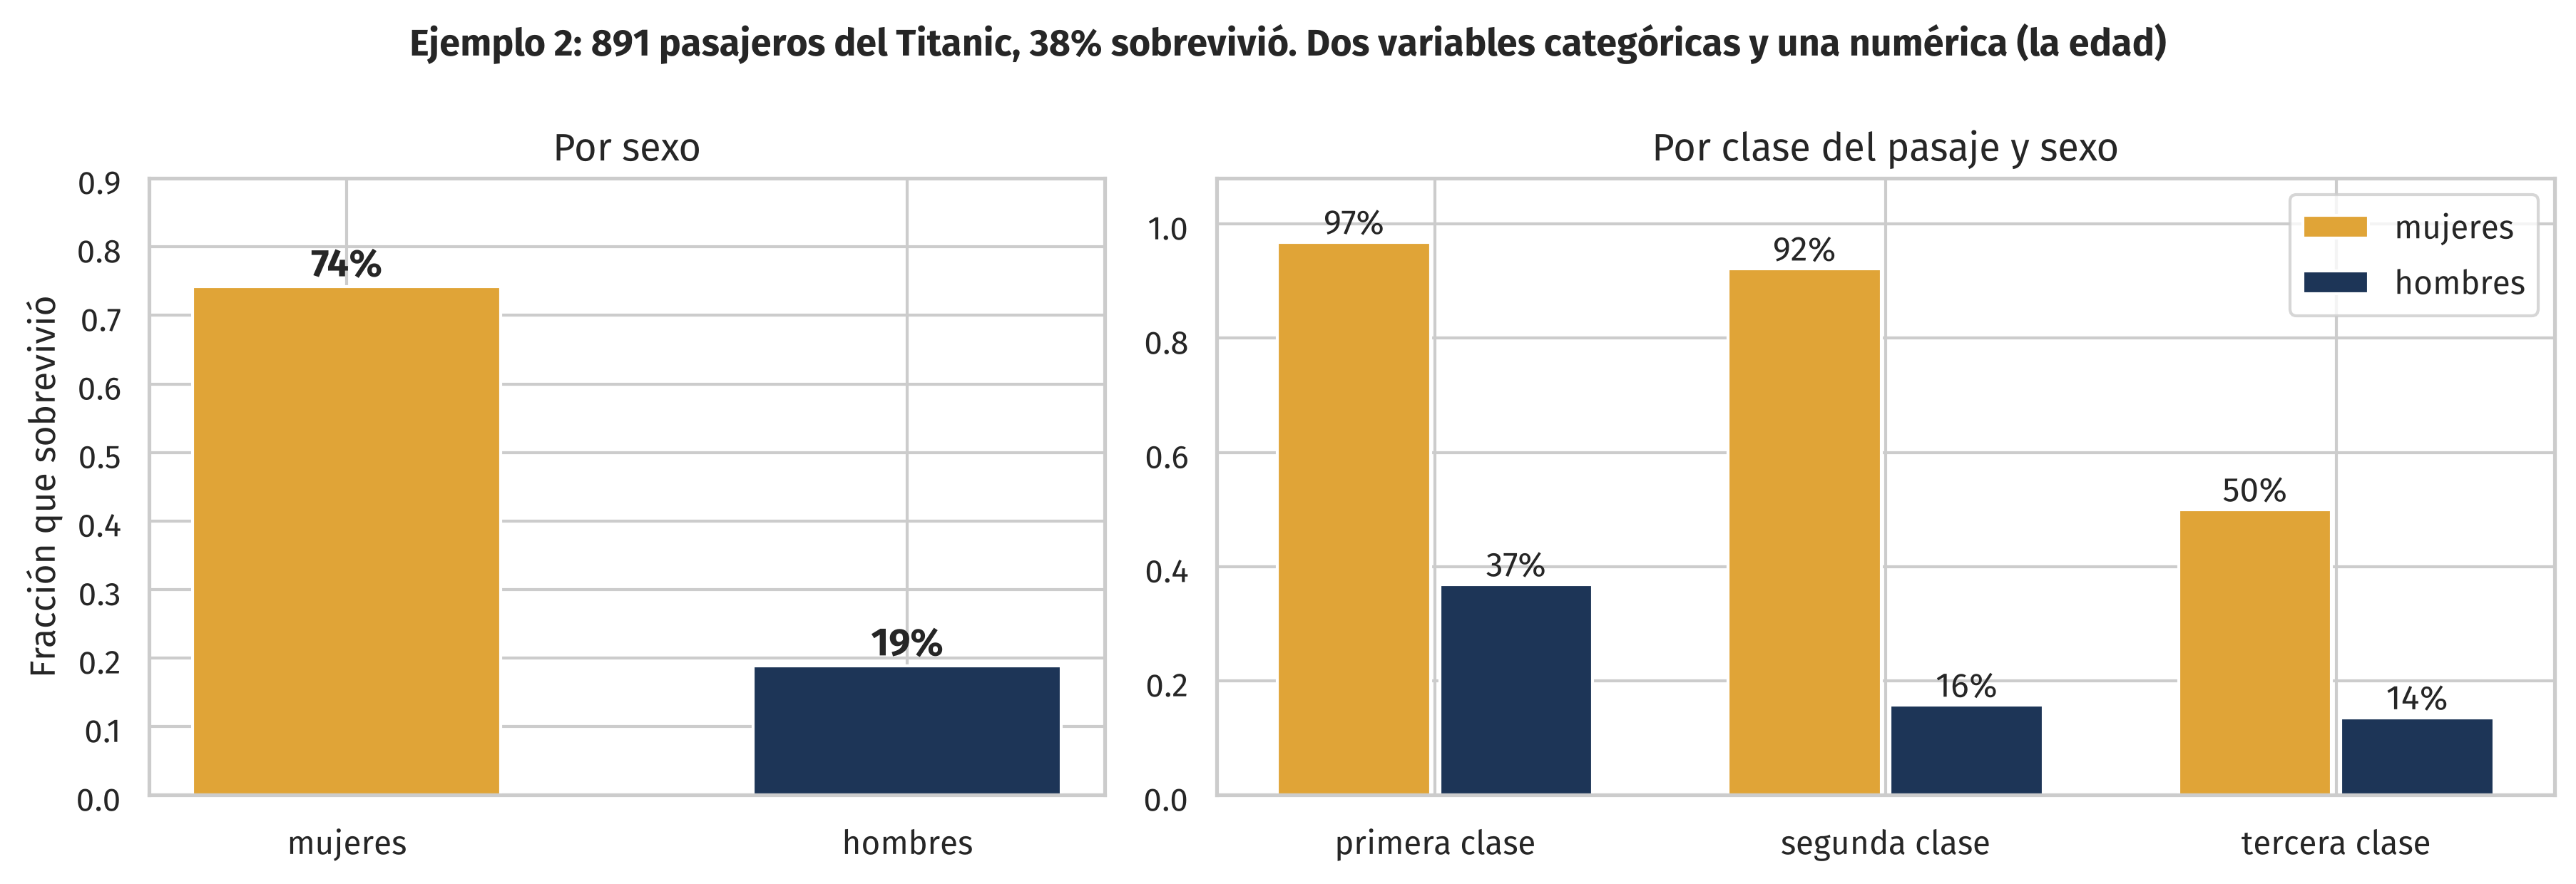 Ejemplo 2: 891 pasajeros del Titanic, 38% sobrevivió. Dos variables categóricas y una numérica (la edad)
Por sexo
Fracción que sobrevivió
0.9
0.8
0.7
0.6
0.5
0.4
0.3
0.2
0.1
0.0
74%
19%
mujeres
hombres
Por clase del pasaje y sexo
1.0
0.8
0.6
0.4
0.2
0.0
97%
37%
92%
16%
50%
14%
mujeres
hombres
primera clase
segunda clase
tercera clase